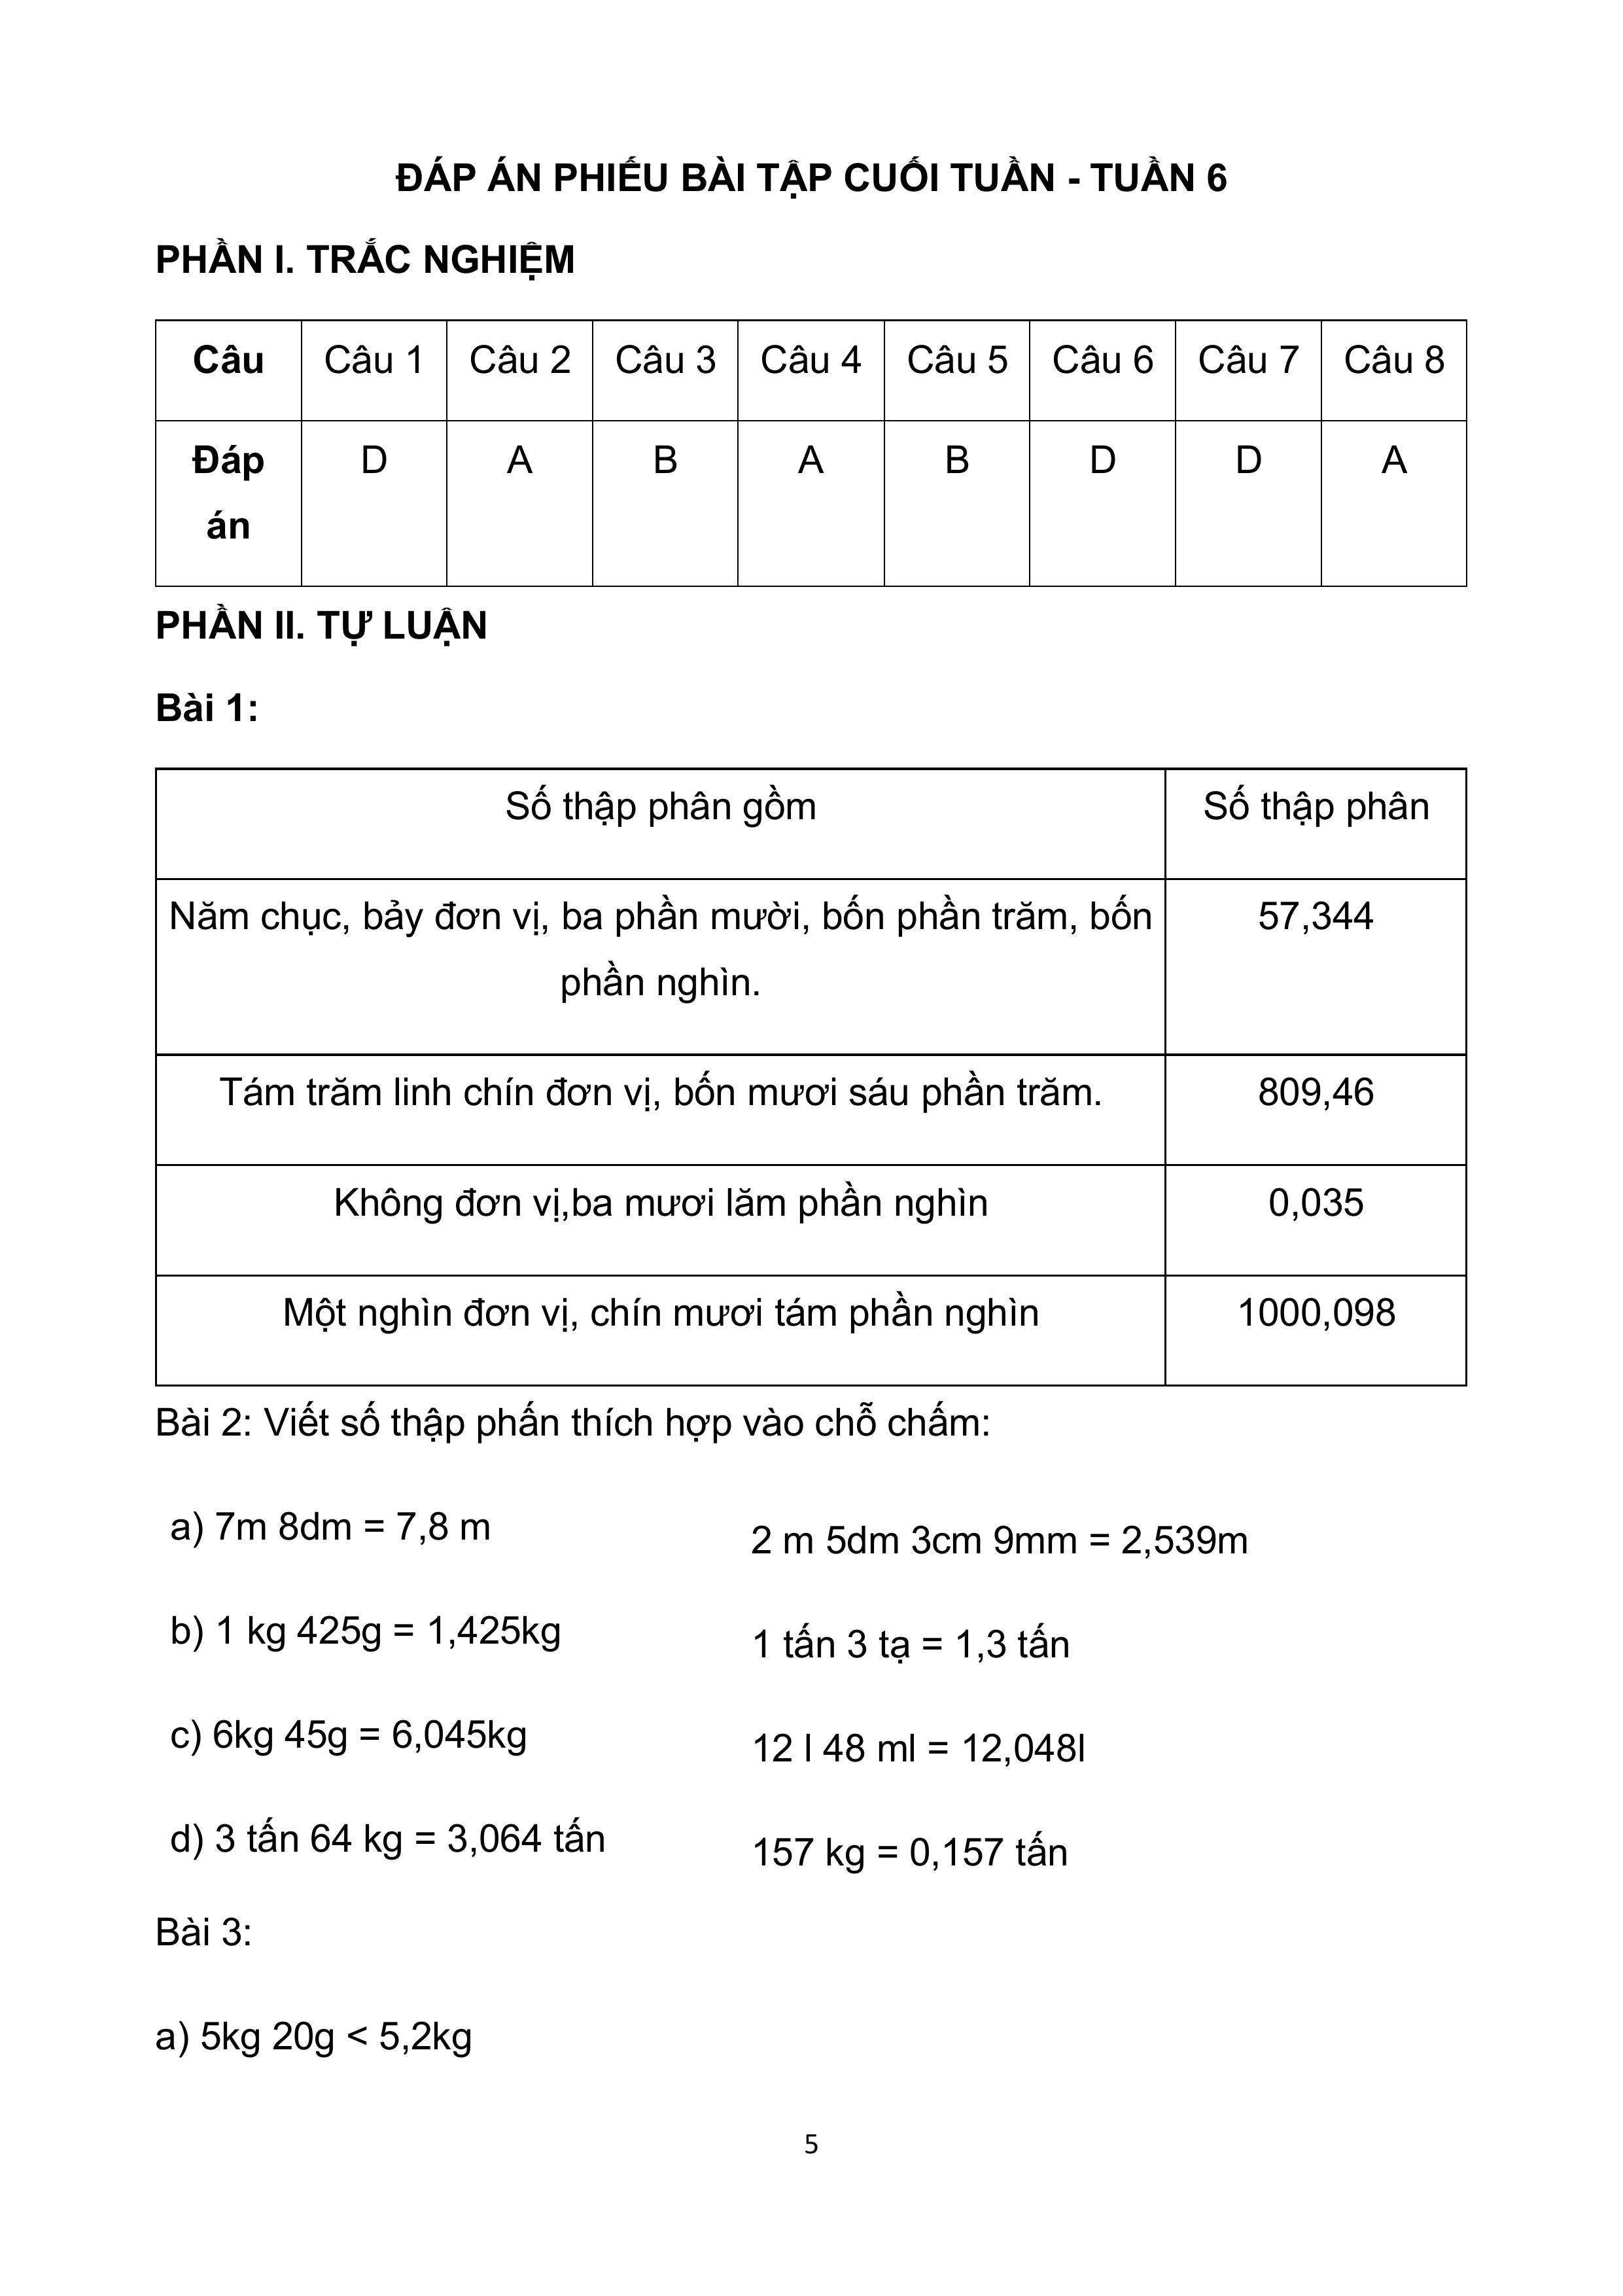 ĐÁP ÁN PHIẾU BÀI TẬP CUỐI TUẦN - TUẦN 6
PHẦN I. TRẮC NGHIỆM
Câu Câu 1 Câu 2 Câu 3 Câu 4 Câu 5 Câu 6 Câu 7 Câu 8
Đáp D A B A B D D A
án
PHẦN II. TỰ LUẬN
Bài 1:
Số thập phân gồm Số thập phân
Năm chục, bảy đơn vị, ba phần mười, bốn phần trăm, bốn 57,344
phần nghìn.
Tám trăm linh chín đơn vị, bốn mươi sáu phần trăm. 809,46
Không đơn vị,ba mươi lăm phần nghìn 0,035
Một nghìn đơn vị, chín mươi tám phần nghìn 1000,098
Bài 2: Viết số thập phấn thích hợp vào chỗ chấm:
a) 7m 8dm = 7,8 m 2 m 5dm 3cm 9mm = 2,539m
b) 1 kg 425g = 1,425kg 1 tấn 3 tạ = 1,3 tấn
c) 6kg 45g = 6,045kg 12 l 48 ml = 12,048l
d) 3 tấn 64 kg = 3,064 tấn 157 kg = 0,157 tấn
Bài 3:
a) 5kg 20g < 5,2kg
5